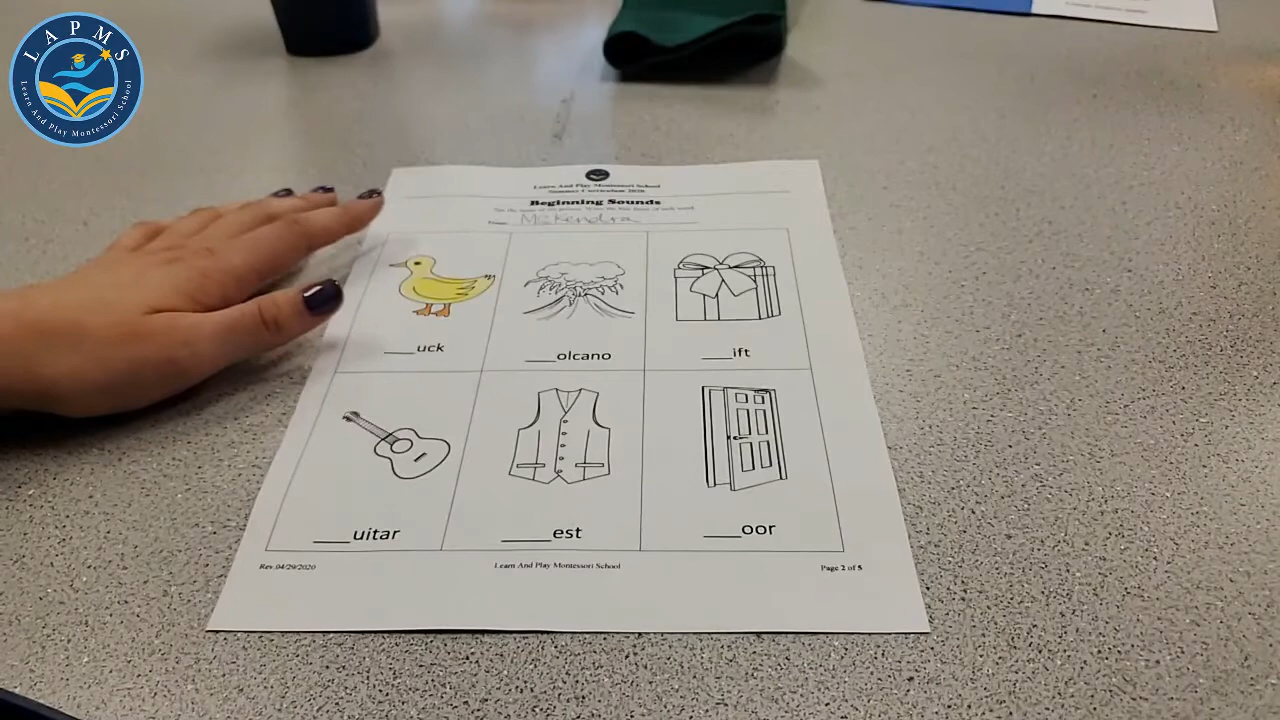 LAPMS
Learn And Play Montessori School
Learn And Play Montessori School
Summer Curriculum 2020
Beginning Sounds
Name:
___uck
___olcano
___ift
___uitar
___est
___oor
Rev.04/29/2020
Learn And Play Montessori School
Page 2 of 5